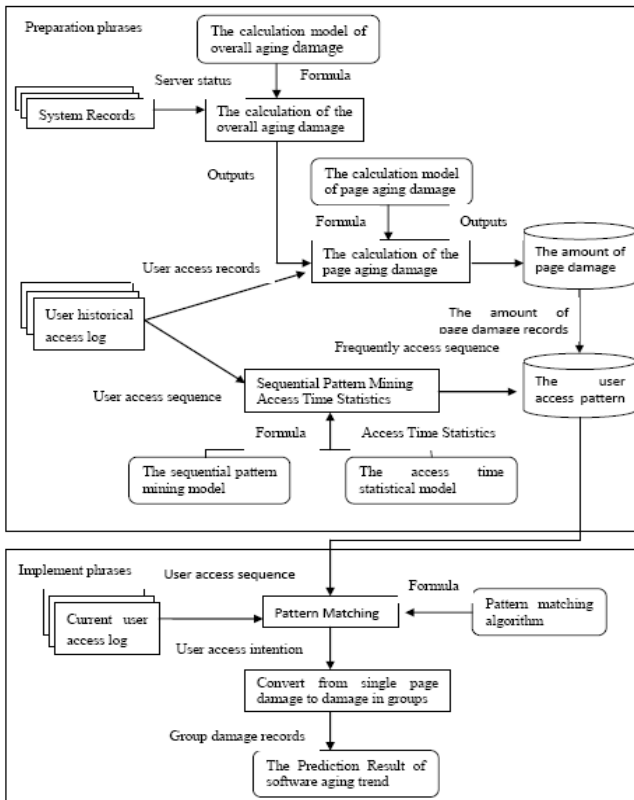 Preparation phrases
The calculation model of
overall aging damage
Formula
Server status
System Records
The calculation of the
overall aging damage
Outputs
The calculation model
of page aging damage
Formula
Outputs
The calculation of the
page aging damage
The amount of
page damage
User access records
User historical
access log
The amount of
page damage records
Frequently access sequence
User access sequence
Sequential Pattern Mining
Access Time Statistics
The user
access pattern
Formula
Access Time Statistics
The sequential pattern
mining model
The access time
statistical model
Implement phrases
User access sequence
Formula
Current user
access log
Pattern Matching
Pattern matching
algorithm
User access intention
Convert from single page
damage to damage in groups
Group damage records
The Prediction Result of
software aging trend